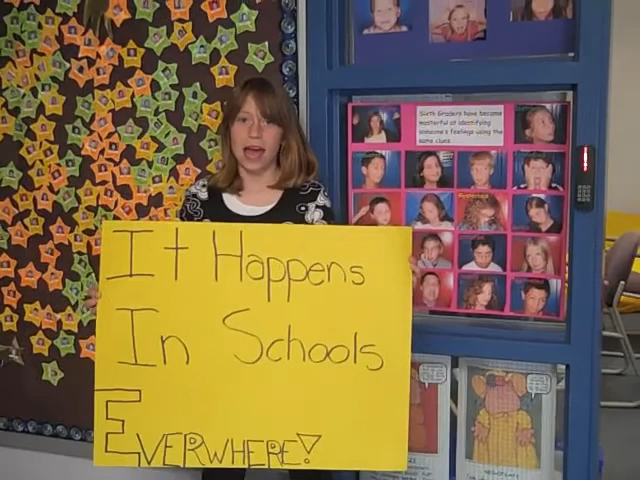 Sixth Graders have become
masterful at identifying
someone's feelings using the
same clues.
It Happens
In Schools
EVERWHERE!